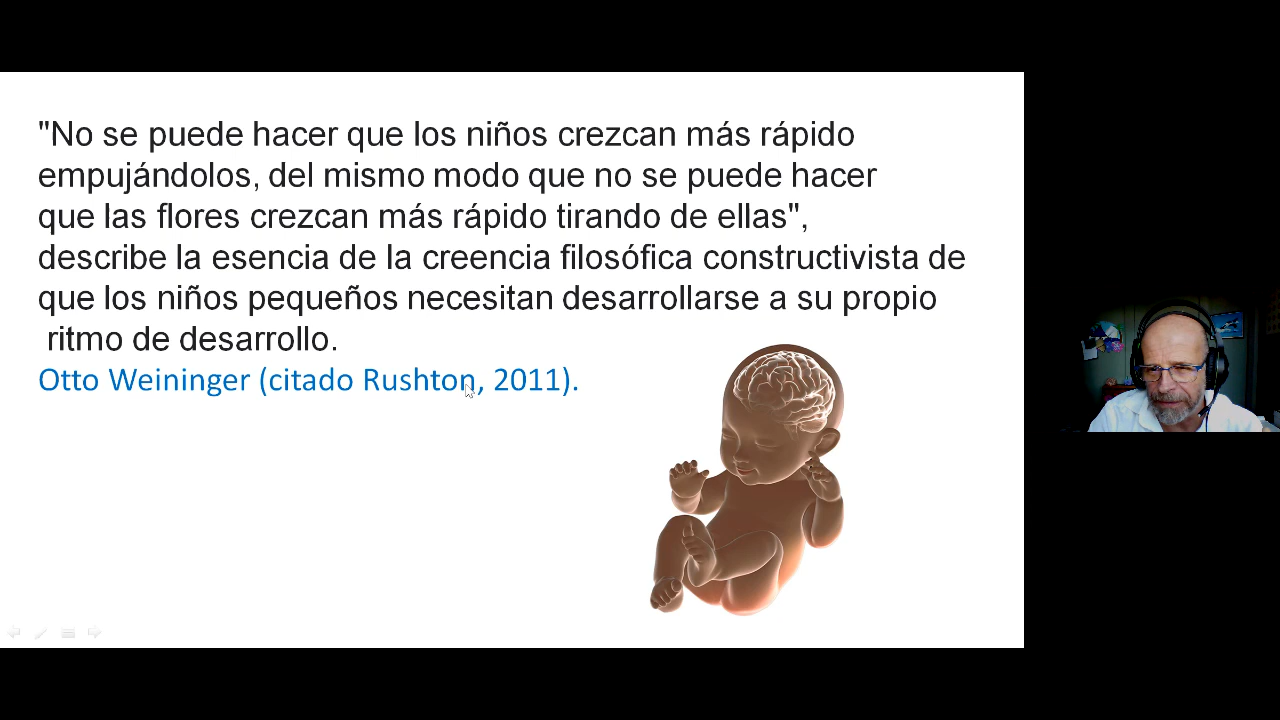 "No se puede hacer que los niños crezcan más rápido
empujándolos, del mismo modo que no se puede hacer
que las flores crezcan más rápido tirando de ellas",
describe la esencia de la creencia filosófica constructivista de
que los niños pequeños necesitan desarrollarse a su propio
ritmo de desarrollo.
Otto Weininger (citado Rushton, 2011).